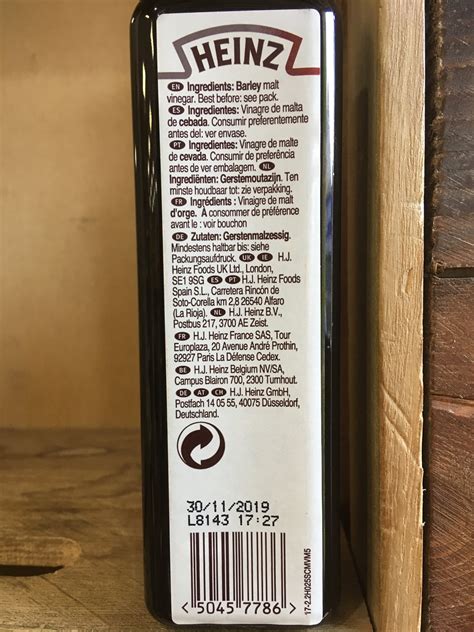 HEINZ
EN Ingredients: Barley malt
vinegar. Best before: see pack.
ES Ingredientes: Vinagre de malta
de cebada. Consumir preferentemente
antes del: ver envase.
PT Ingredientes: Vinagre de malte
de cevada. Consumir de preferência
antes de ver embalagem. NL
Ingrediënten: Gerstemoutazijn. Ten
minste houdbaar tot: zie verpakking.
FR Ingrédients : Vinaigre de malt
d'orge. À consommer de préférence
avant le : voir bouchon
DE Zutaten: Gerstenmalzessig.
Mindestens haltbar bis: siehe
Packungsaufdruck. UK IE H.J.
Heinz Foods UK Ltd., London,
SE1 9SG ES PT H.J. Heinz Foods
Spain S.L., Carretera Rincón de
Soto-Corella km 2,8 26540 Alfaro
(La Rioja). NL H.J. Heinz B.V.,
Postbus 217, 3700 AE Zeist.
FR H.J. Heinz France SAS, Tour
Europlaza, 20 Avenue André Prothin,
92927 Paris La Défense Cedex.
BE H.J. Heinz Belgium NV/SA,
Campus Blairon 700, 2300 Turnhout.
DE AT CH H.J. Heinz GmbH,
Postfach 14 05 55, 40075 Düsseldorf,
Deutschland.
30/11/2019
L8143 17:27
< 5045 7786 >
17-2.2H025SCMVM5